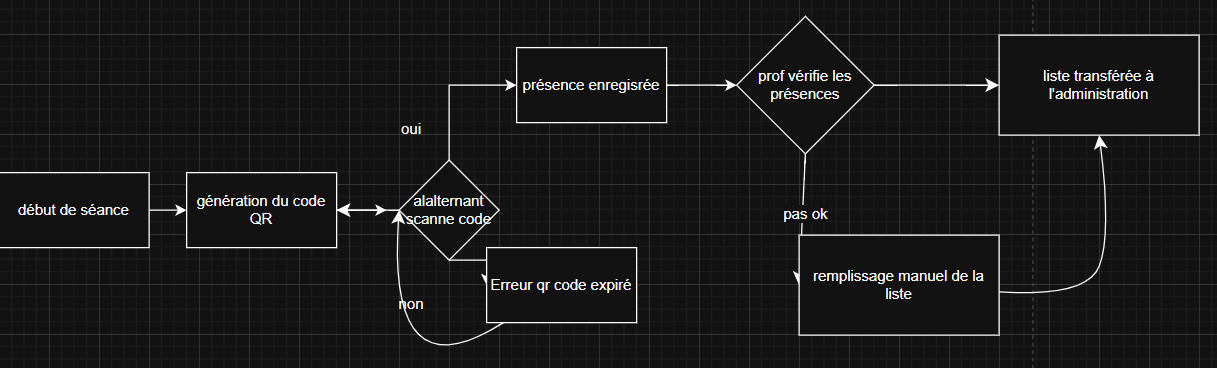 début de séance
génération du code
QR
oui
alalternant
scanne code
non
Erreur qr code expiré
présence enregisrée
prof vérifie les
présences
pas ok
remplissage manuel de la
liste
liste transférée à
l'administration